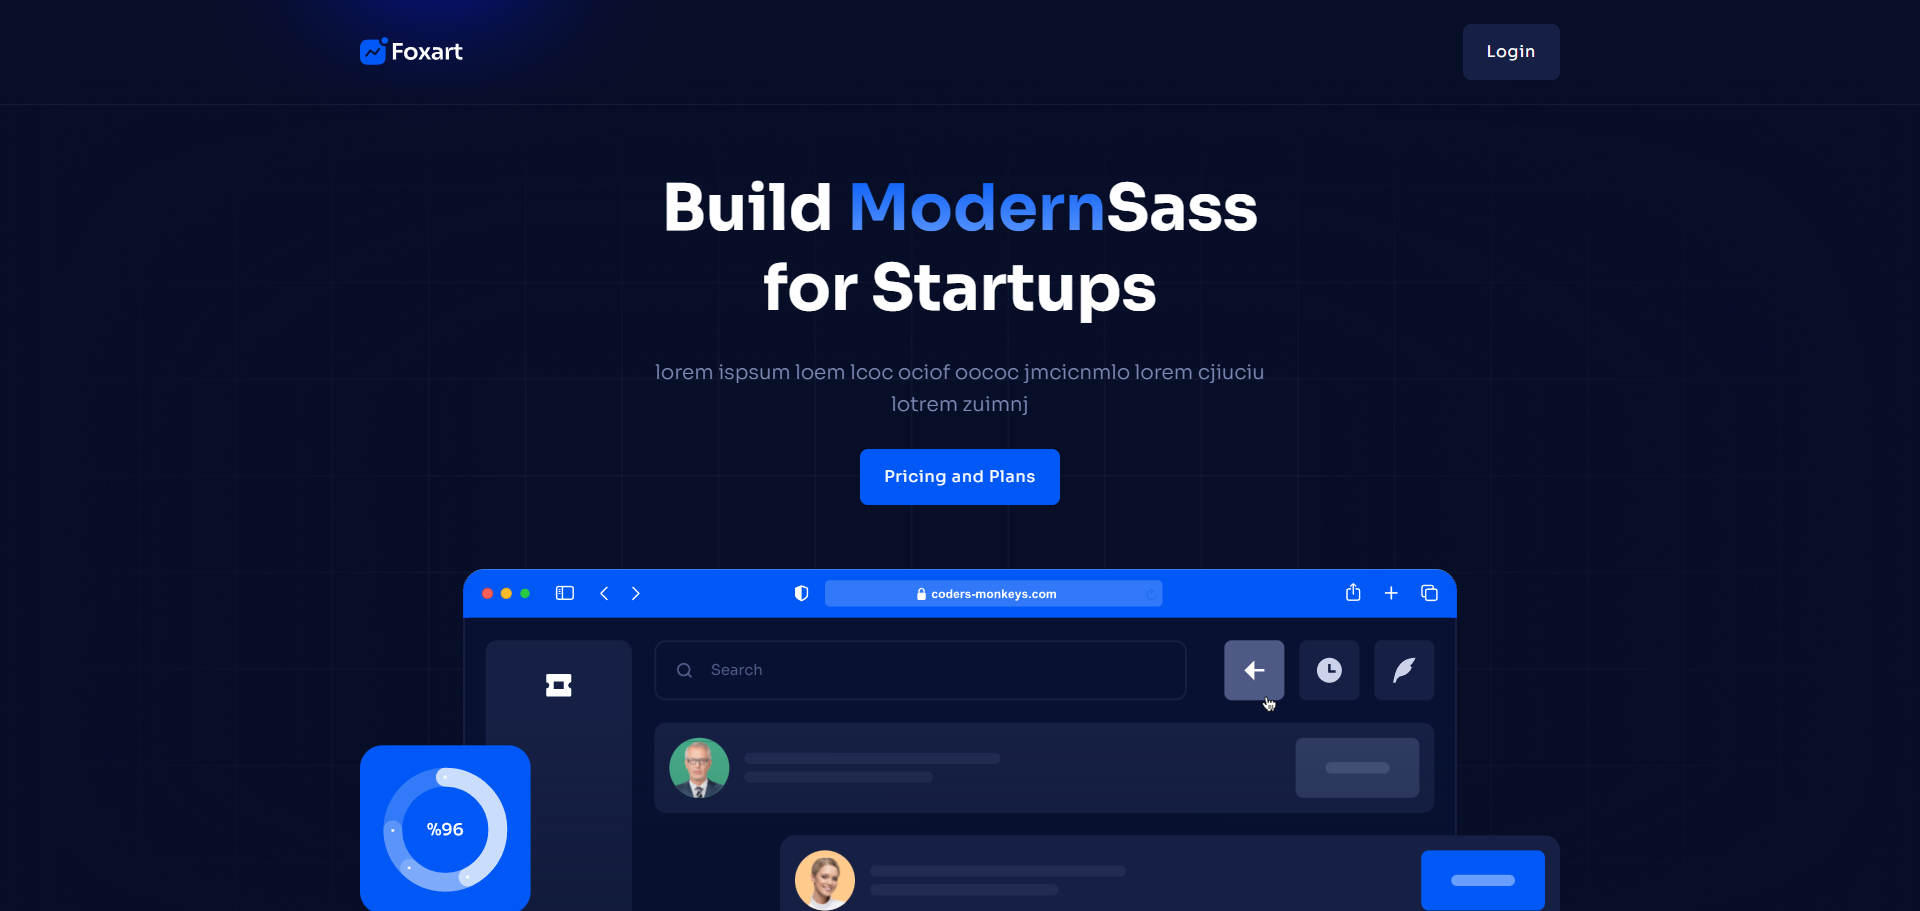 Foxart
Login
Build ModernSass
for Startups
lorem ispsum loem lcoc ociof oococ jmcicnmlo lorem cjiuciu
lotrem zuimnj
Pricing and Plans
coders-monkeys.com
Search
%96